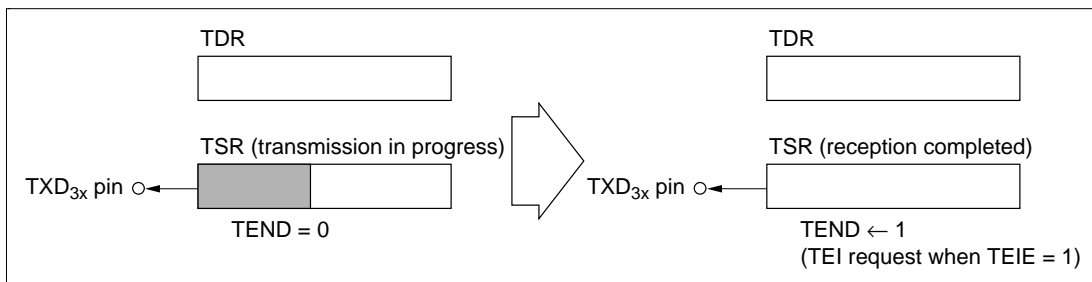 TDR
TSR (transmission in progress)
TXD3x pin
TEND = 0
TDR
TSR (reception completed)
TXD3x pin
TEND ← 1
(TEI request when TEIE = 1)